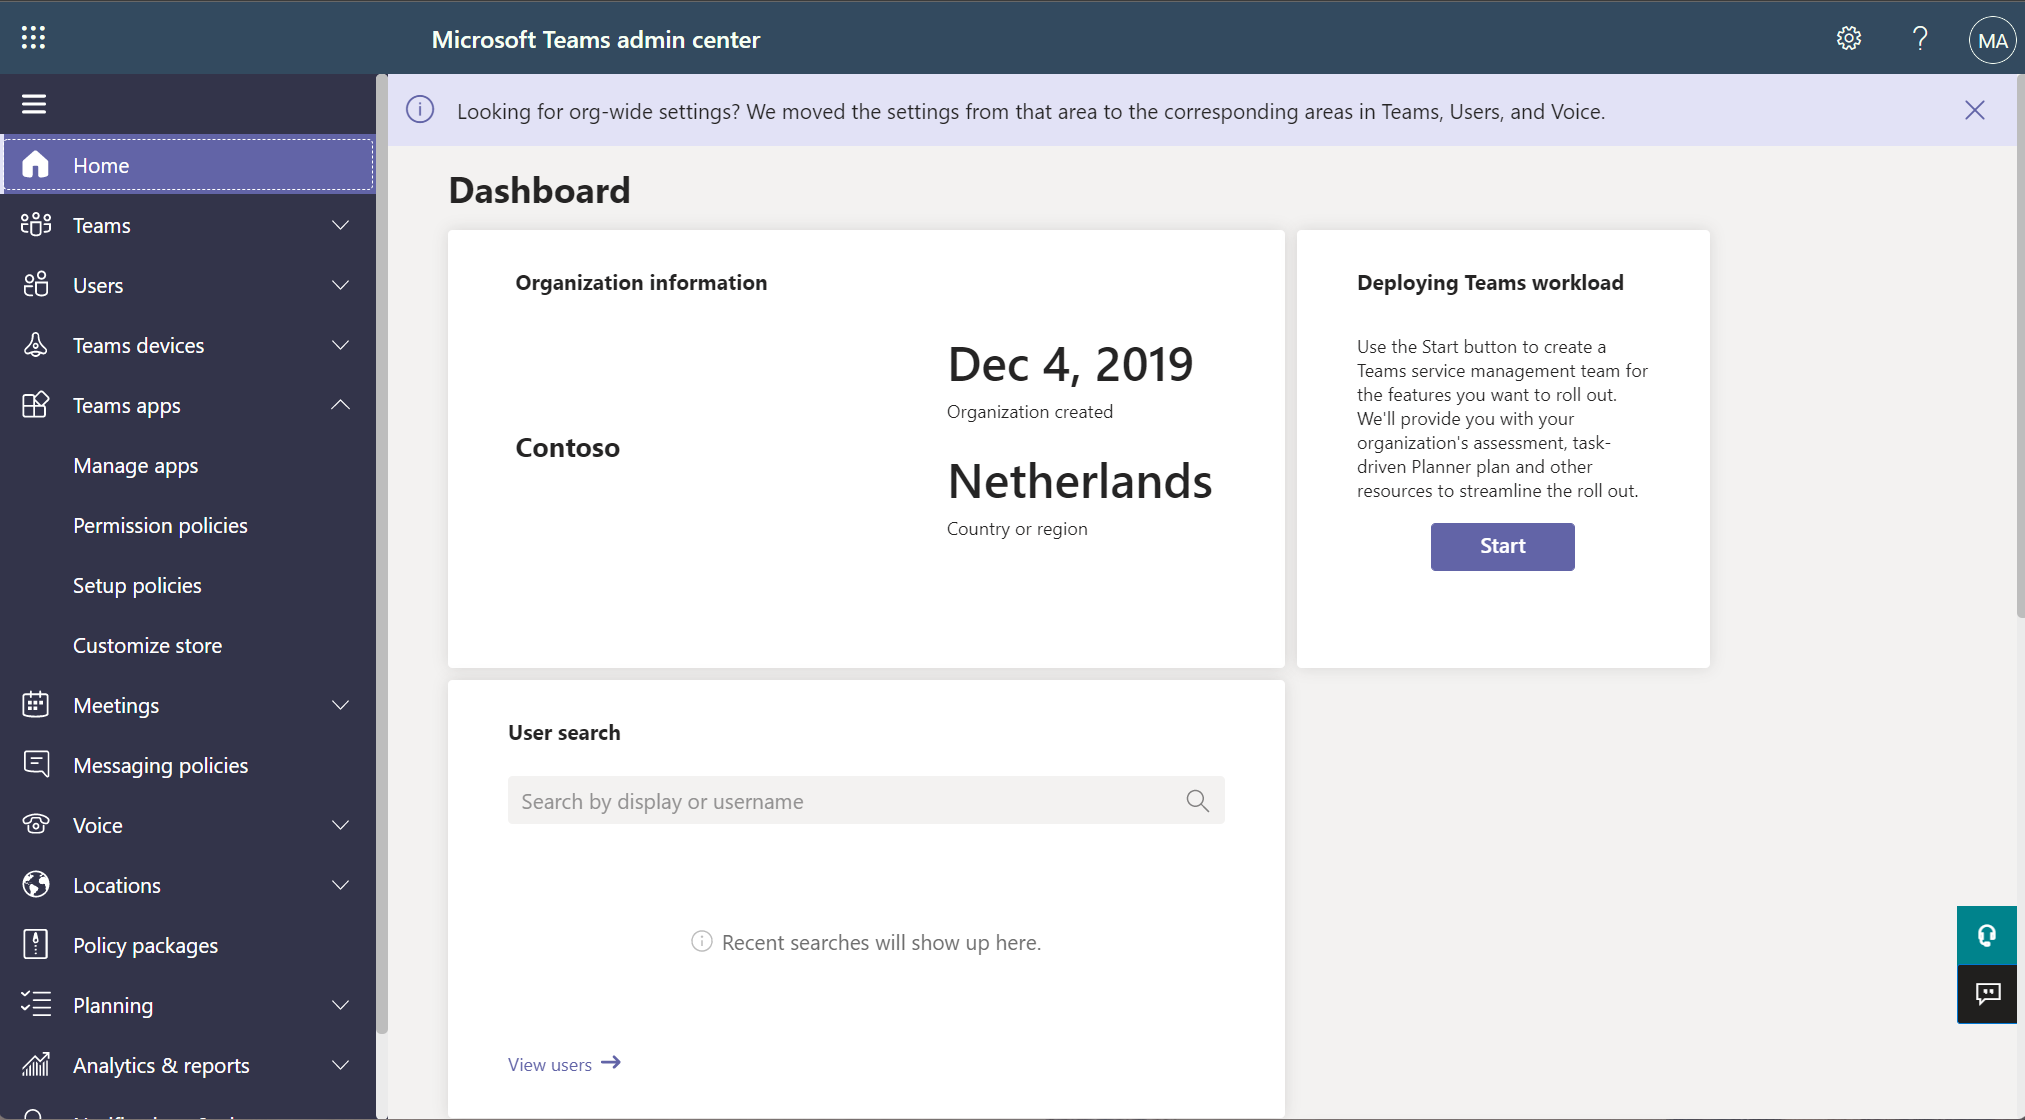 Microsoft Teams admin center
MA
Looking for org-wide settings? We moved the settings from that area to the corresponding areas in Teams, Users, and Voice.
Home
Teams
Users
Teams devices
Teams apps
Manage apps
Permission policies
Setup policies
Customize store
Meetings
Messaging policies
Voice
Locations
Policy packages
Planning
Analytics & reports
Dashboard
Organization information
Contoso
Dec 4, 2019
Organization created
Netherlands
Country or region
Deploying Teams workload
Use the Start button to create a
Teams service management team for
the features you want to roll out.
We'll provide you with your
organization's assessment, task-
driven Planner plan and other
resources to streamline the roll out.
Start
User search
Search by display or username
Recent searches will show up here.
View users